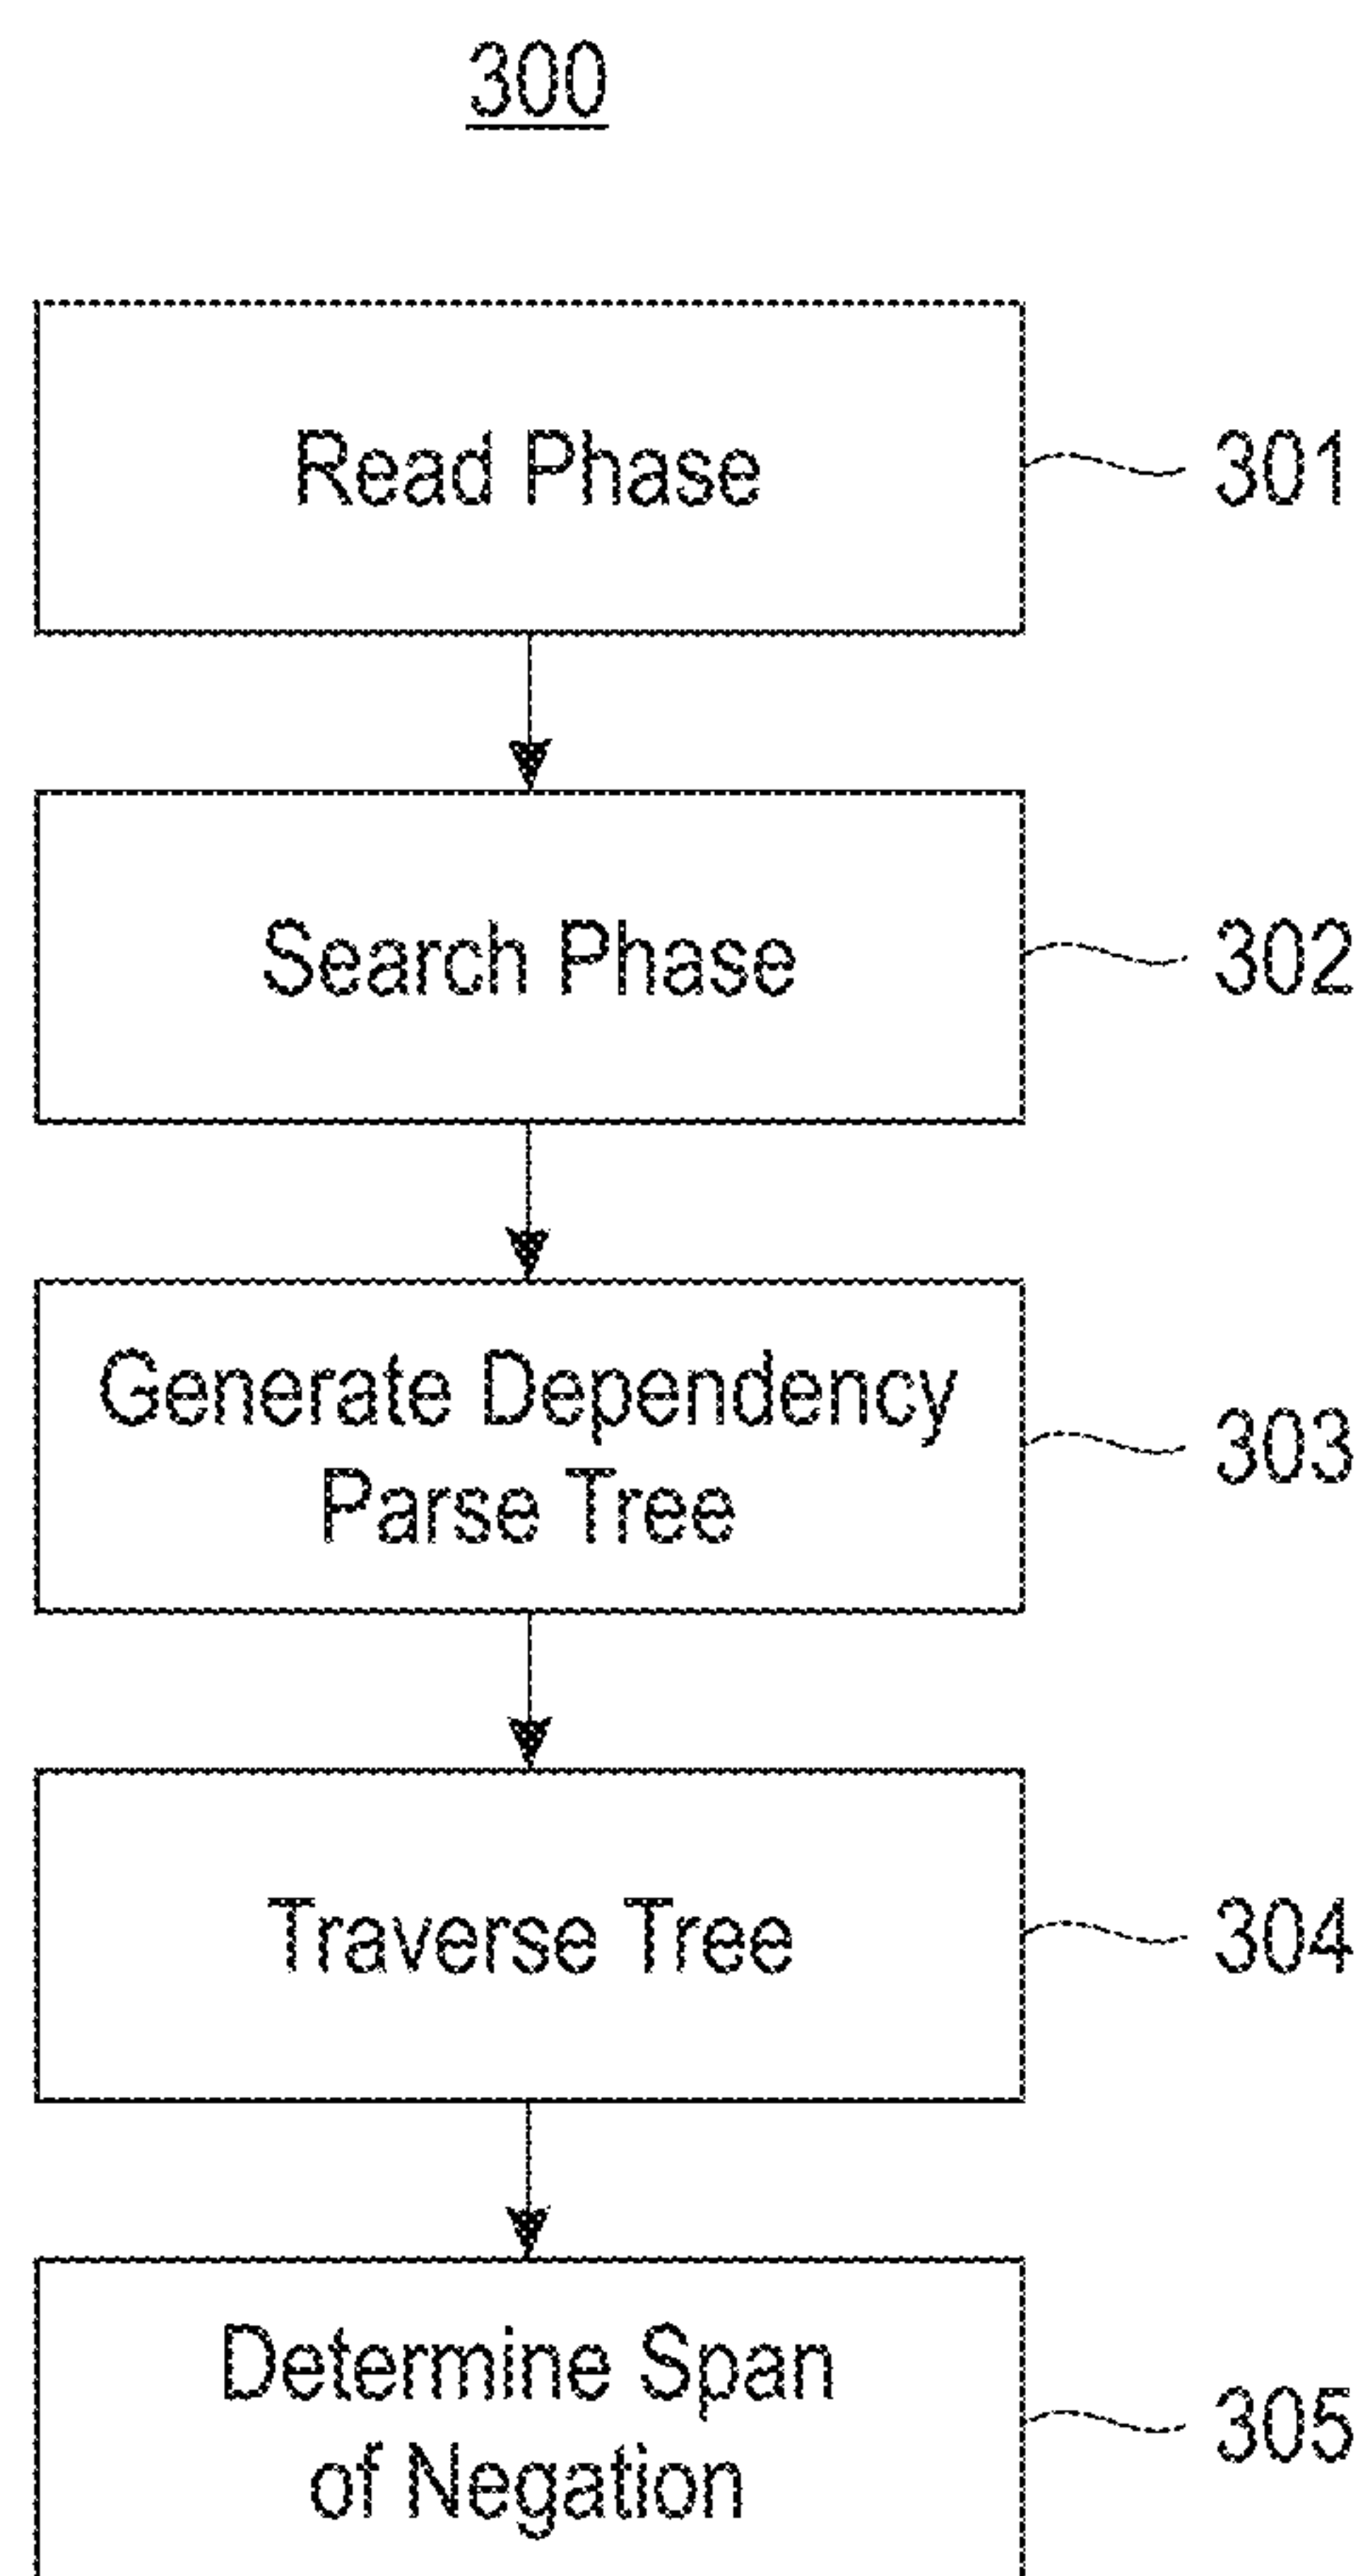 300
Read Phase
301
Search Phase
302
Generate Dependency
Parse Tree
303
Traverse Tree
304
Determine Span
of Negation
305